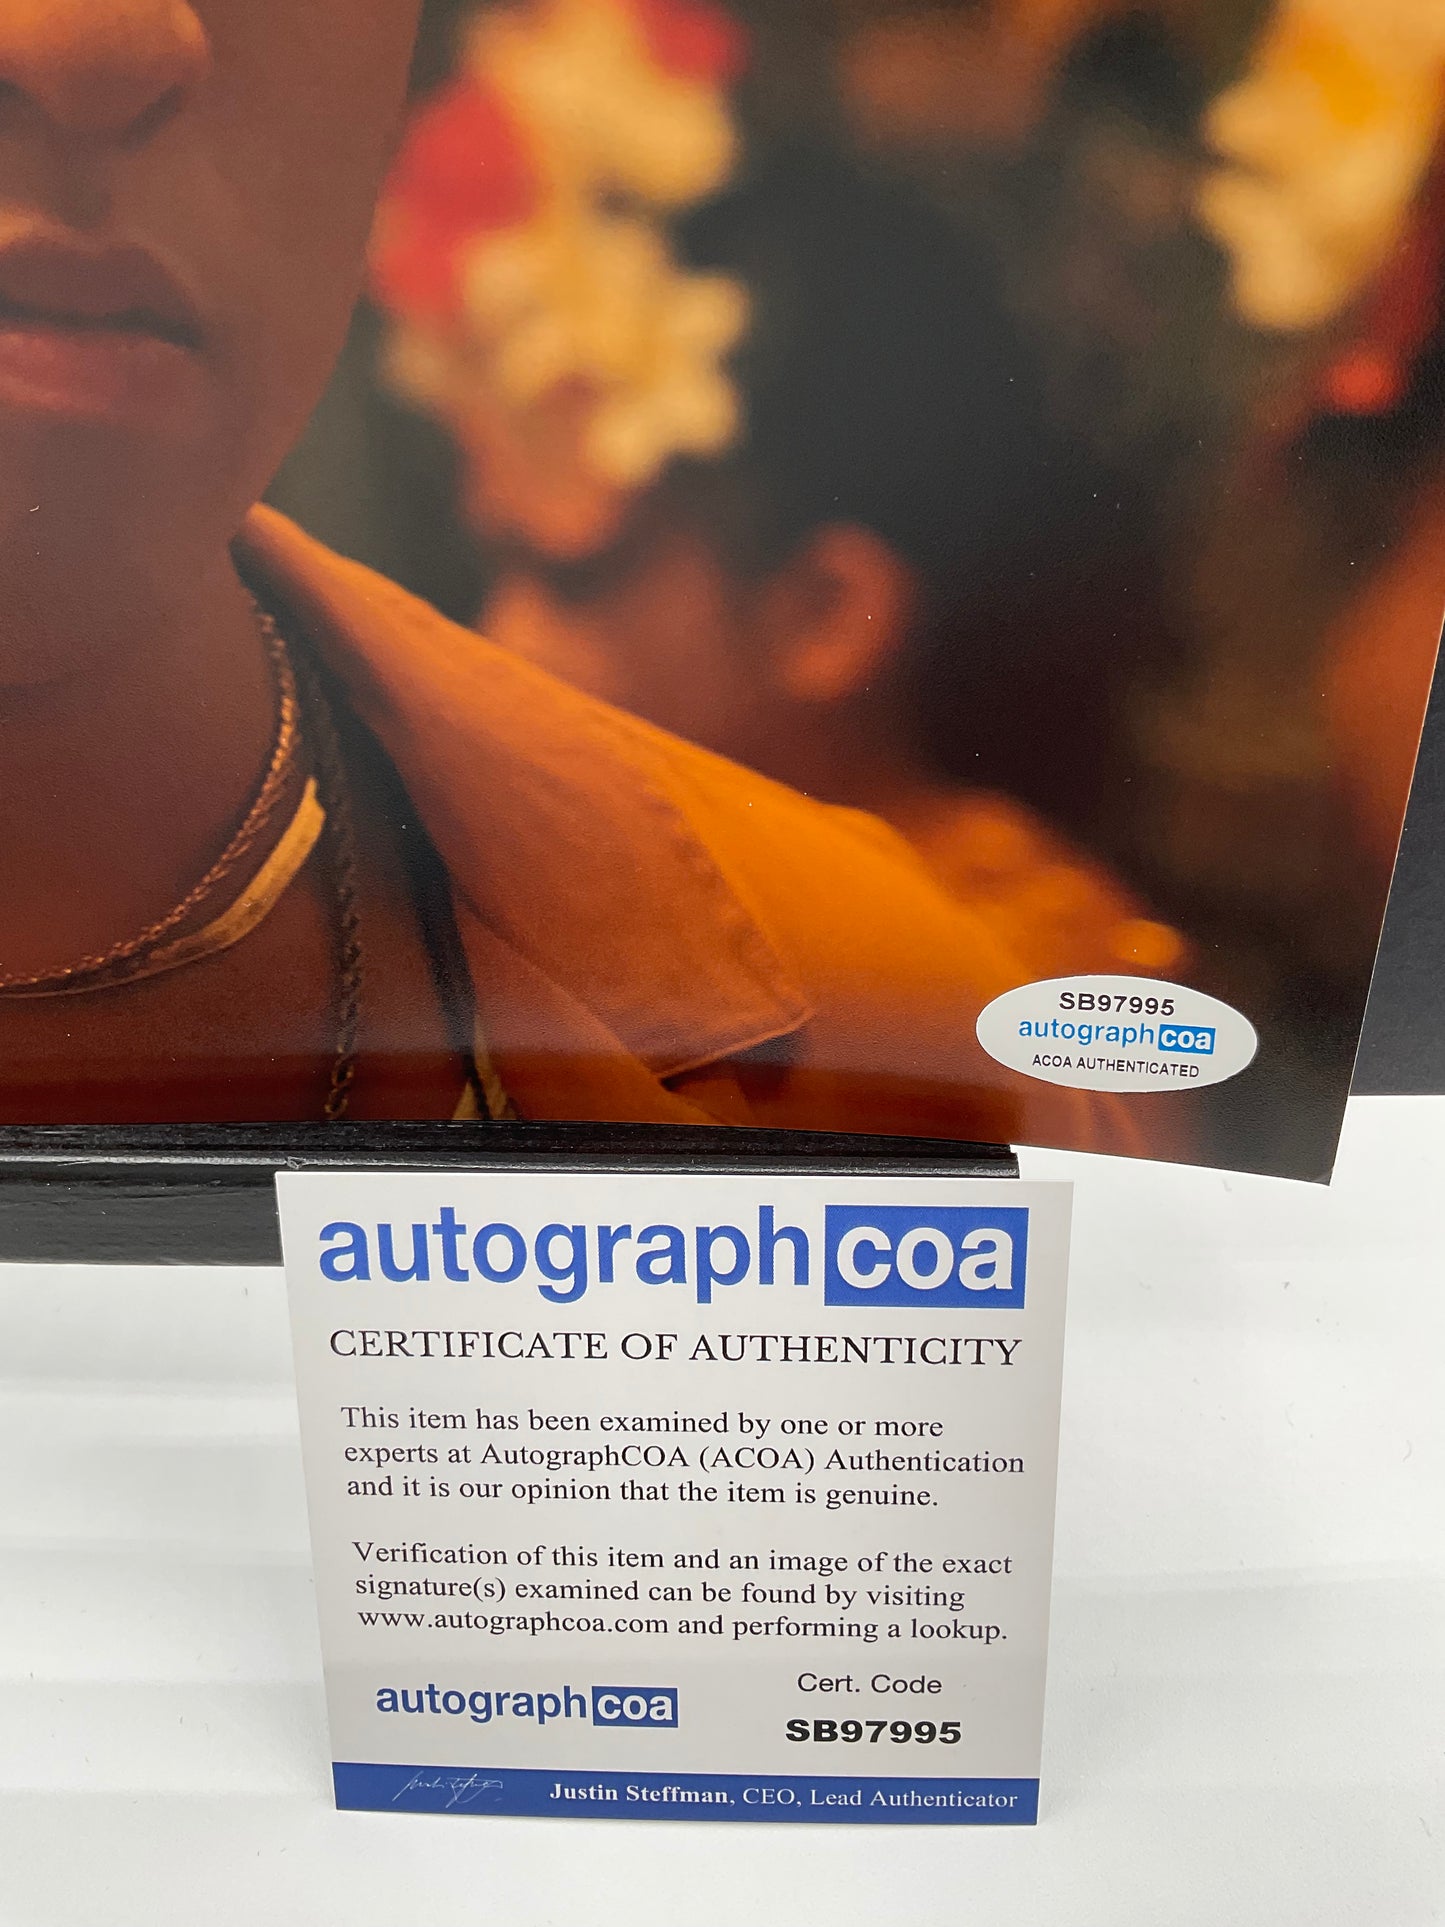 SB97995
autographcoa
ACOA AUTHENTICATED
autographcoa
CERTIFICATE OF AUTHENTICITY
This item has been examined by one or more
experts at AutographCOA (ACOA) Authentication
and it is our opinion that the item is genuine.
Verification of this item and an image of the exact
signature(s) examined can be found by visiting
www.autographcoa.com and performing a lookup.
autographcoa
Cert. Code
SB97995
Justin Steffman, CEO, Lead Authenticator